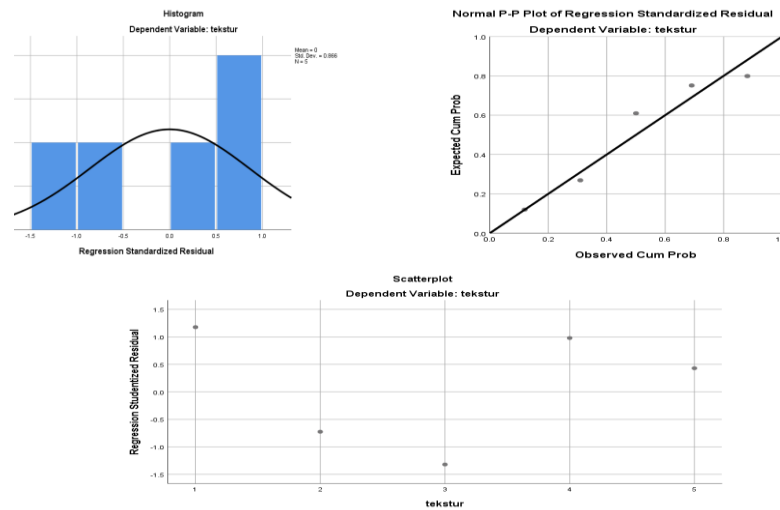 Histogram
Dependent Variable: tekstur
Mean = 0
Std. Dev. = 0.866
N = 5
-1.5 -1.0 -0.5 0.0 0.5 1.0
Regression Standardized Residual
Normal P-P Plot of Regression Standardized Residual
Dependent Variable: tekstur
Expected Cum Prob
1.0
0.8
0.6
0.4
0.2
0.0
0.0 0.2 0.4 0.6 0.8 1.0
Observed Cum Prob
Scatterplot
Dependent Variable: tekstur
Regression Studentized Residual
1.5
1.0
0.5
0.0
-0.5
-1.0
-1.5
1 2 3 4 5
tekstur